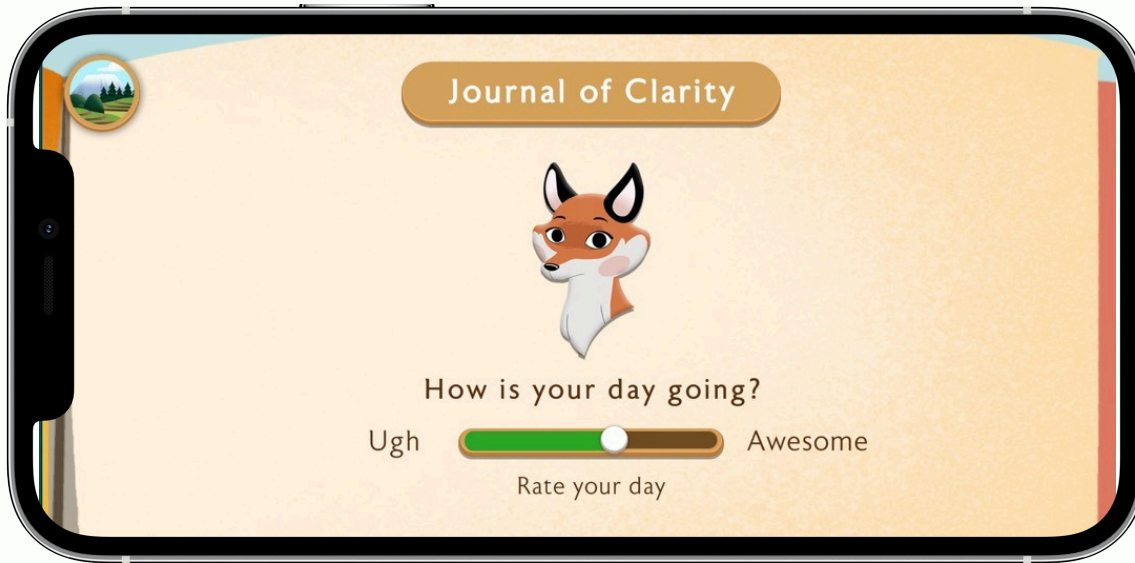 Journal of Clarity
How is your day going?
Ugh
Awesome
Rate your day